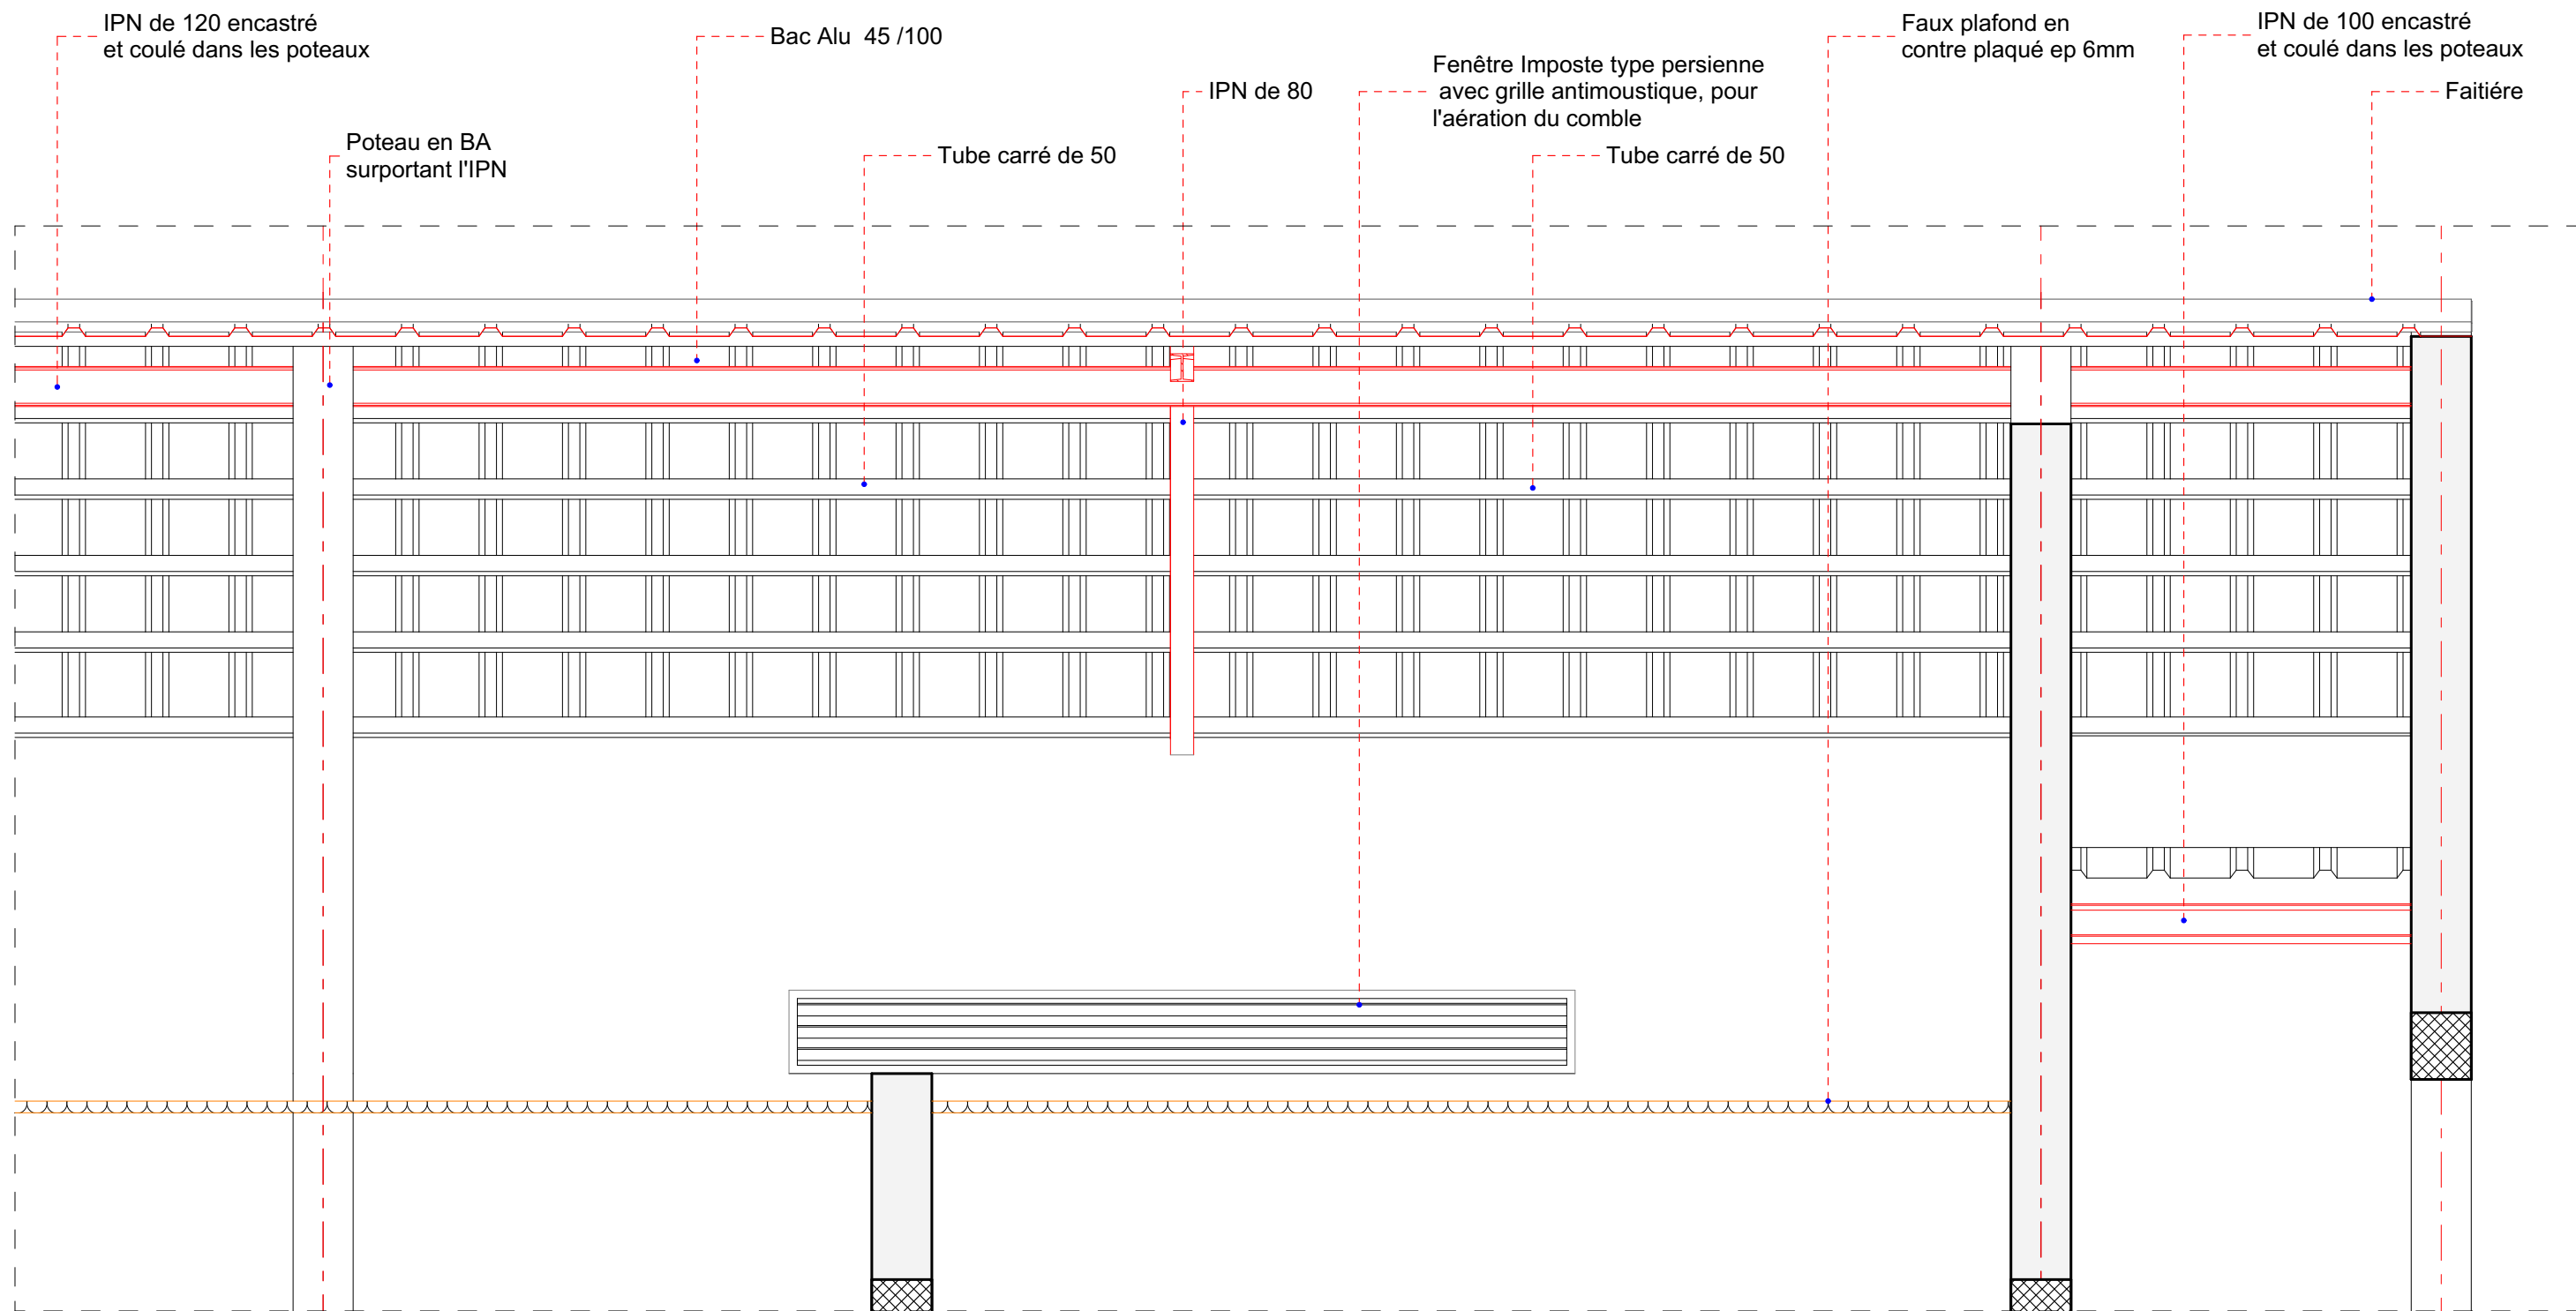 IPN de 120 encastré
et coulé dans les poteaux
Poteau en BA
surportant l'IPN
Bac Alu 45 /100
Tube carré de 50
IPN de 80
Fenêtre Imposte type persienne
avec grille antimoustique, pour
l'aération du comble
Tube carré de 50
Faux plafond en
contre plaqué ep 6mm
IPN de 100 encastré
et coulé dans les poteaux
Faitiére